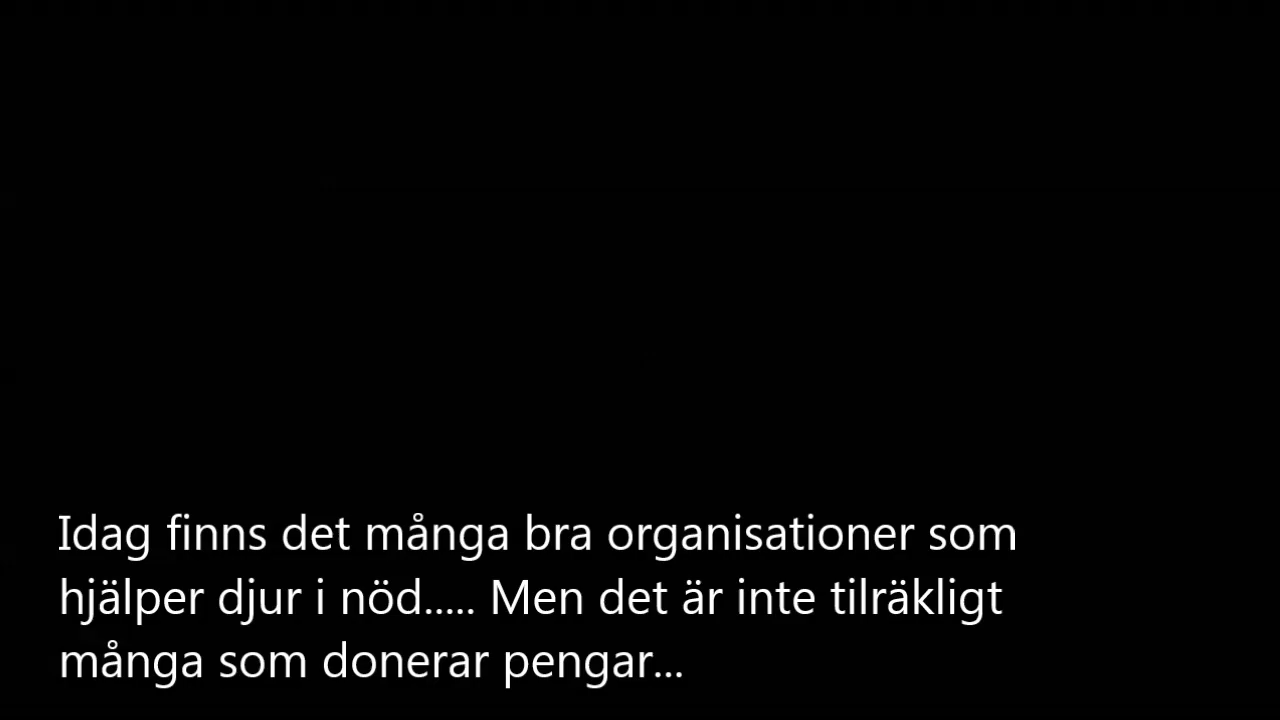 Idag finns det många bra organisationer som
hjälper djur i nöd..... Men det är inte tilräkligt
många som donerar pengar...